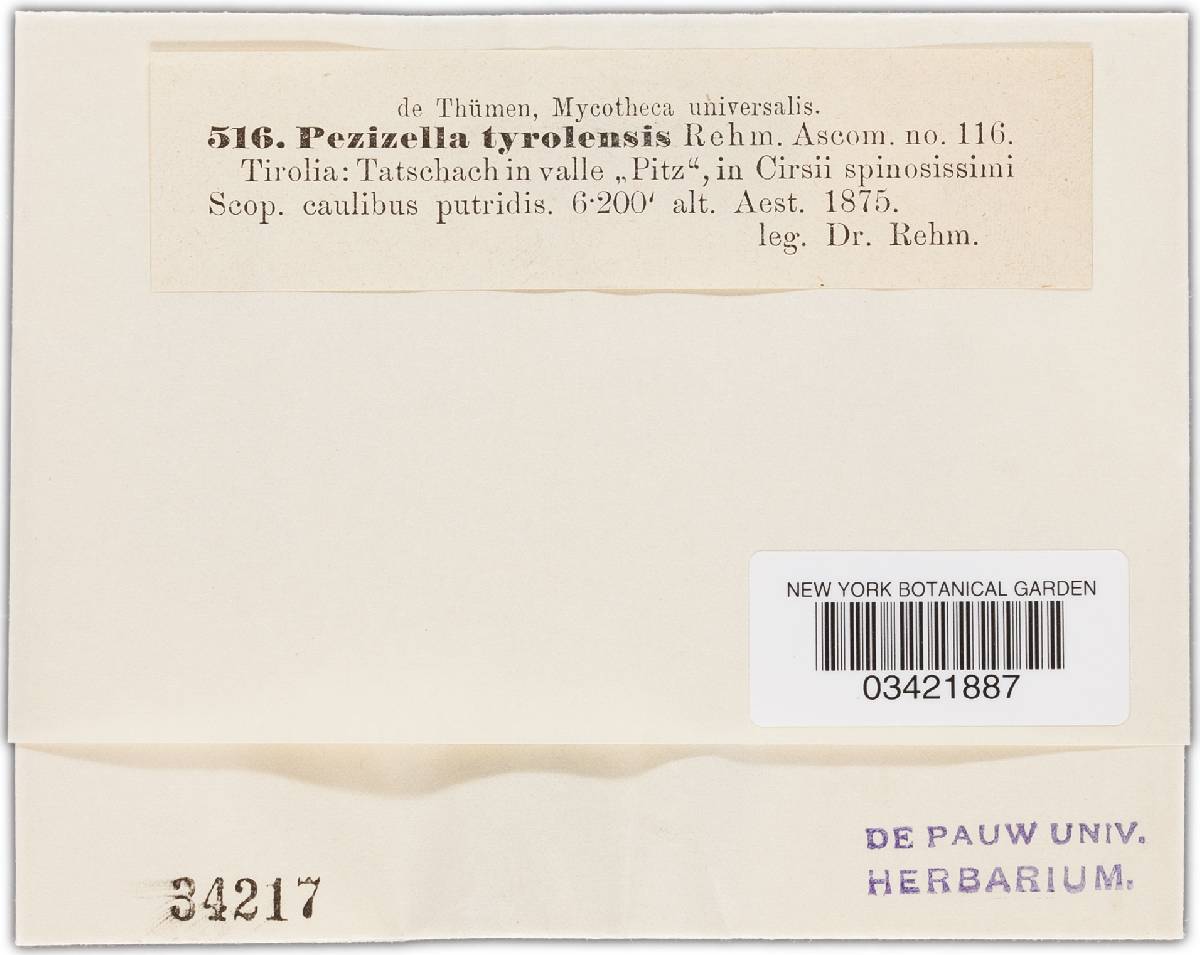 de Thümen, Mycotheca universalis.
516. Pezizella tyrolensis Rehm. Ascom. no. 116.
Tirolia: Tatschach in valle „Pitz“, in Cirsii spinosissimi
Scop. caulibus putridis. 6·200′ alt. Aest. 1875.
leg. Dr. Rehm.
NEW YORK BOTANICAL GARDEN
03421887
DE PAUW UNIV.
HERBARIUM.
34217